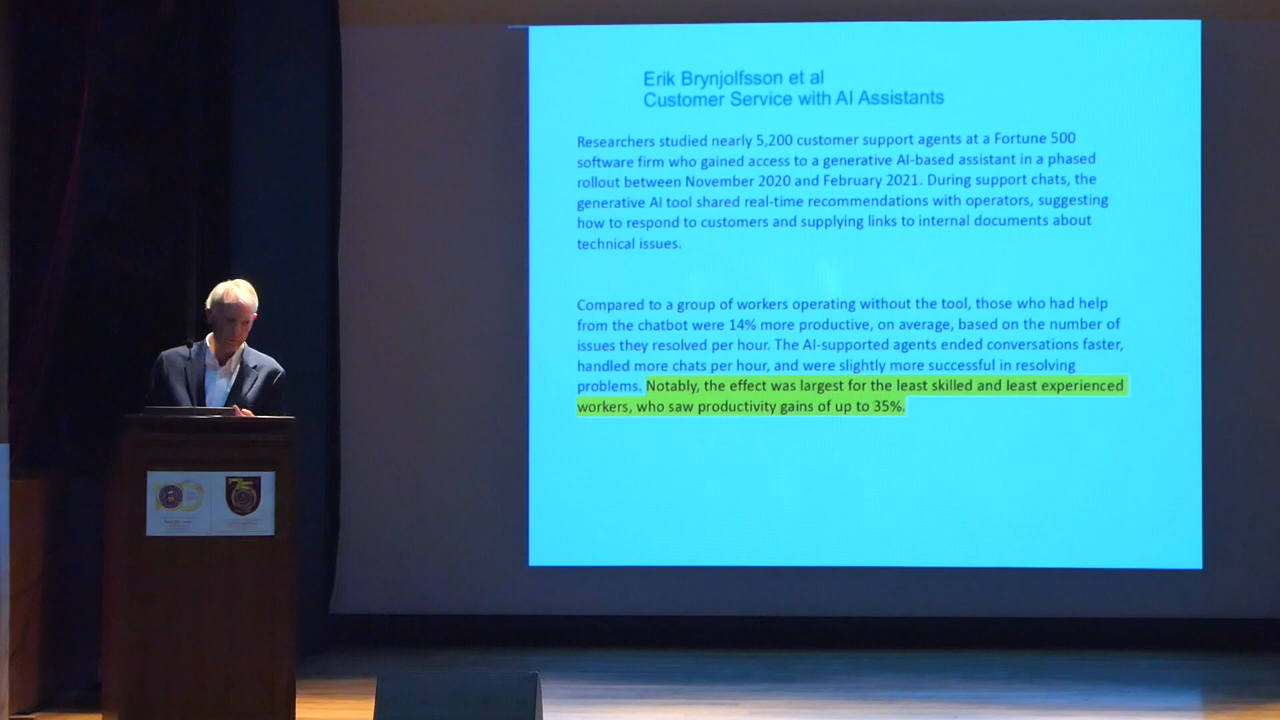 Erik Brynjolfsson et al
Customer Service with AI Assistants
Researchers studied nearly 5,200 customer support agents at a Fortune 500
software firm who gained access to a generative AI-based assistant in a phased
rollout between November 2020 and February 2021. During support chats, the
generative AI tool shared real-time recommendations with operators, suggesting
how to respond to customers and supplying links to internal documents about
technical issues.
Compared to a group of workers operating without the tool, those who had help
from the chatbot were 14% more productive, on average, based on the number of
issues they resolved per hour. The AI-supported agents ended conversations faster,
handled more chats per hour, and were slightly more successful in resolving
problems. Notably, the effect was largest for the least skilled and least experienced
workers, who saw productivity gains of up to 35%.
75